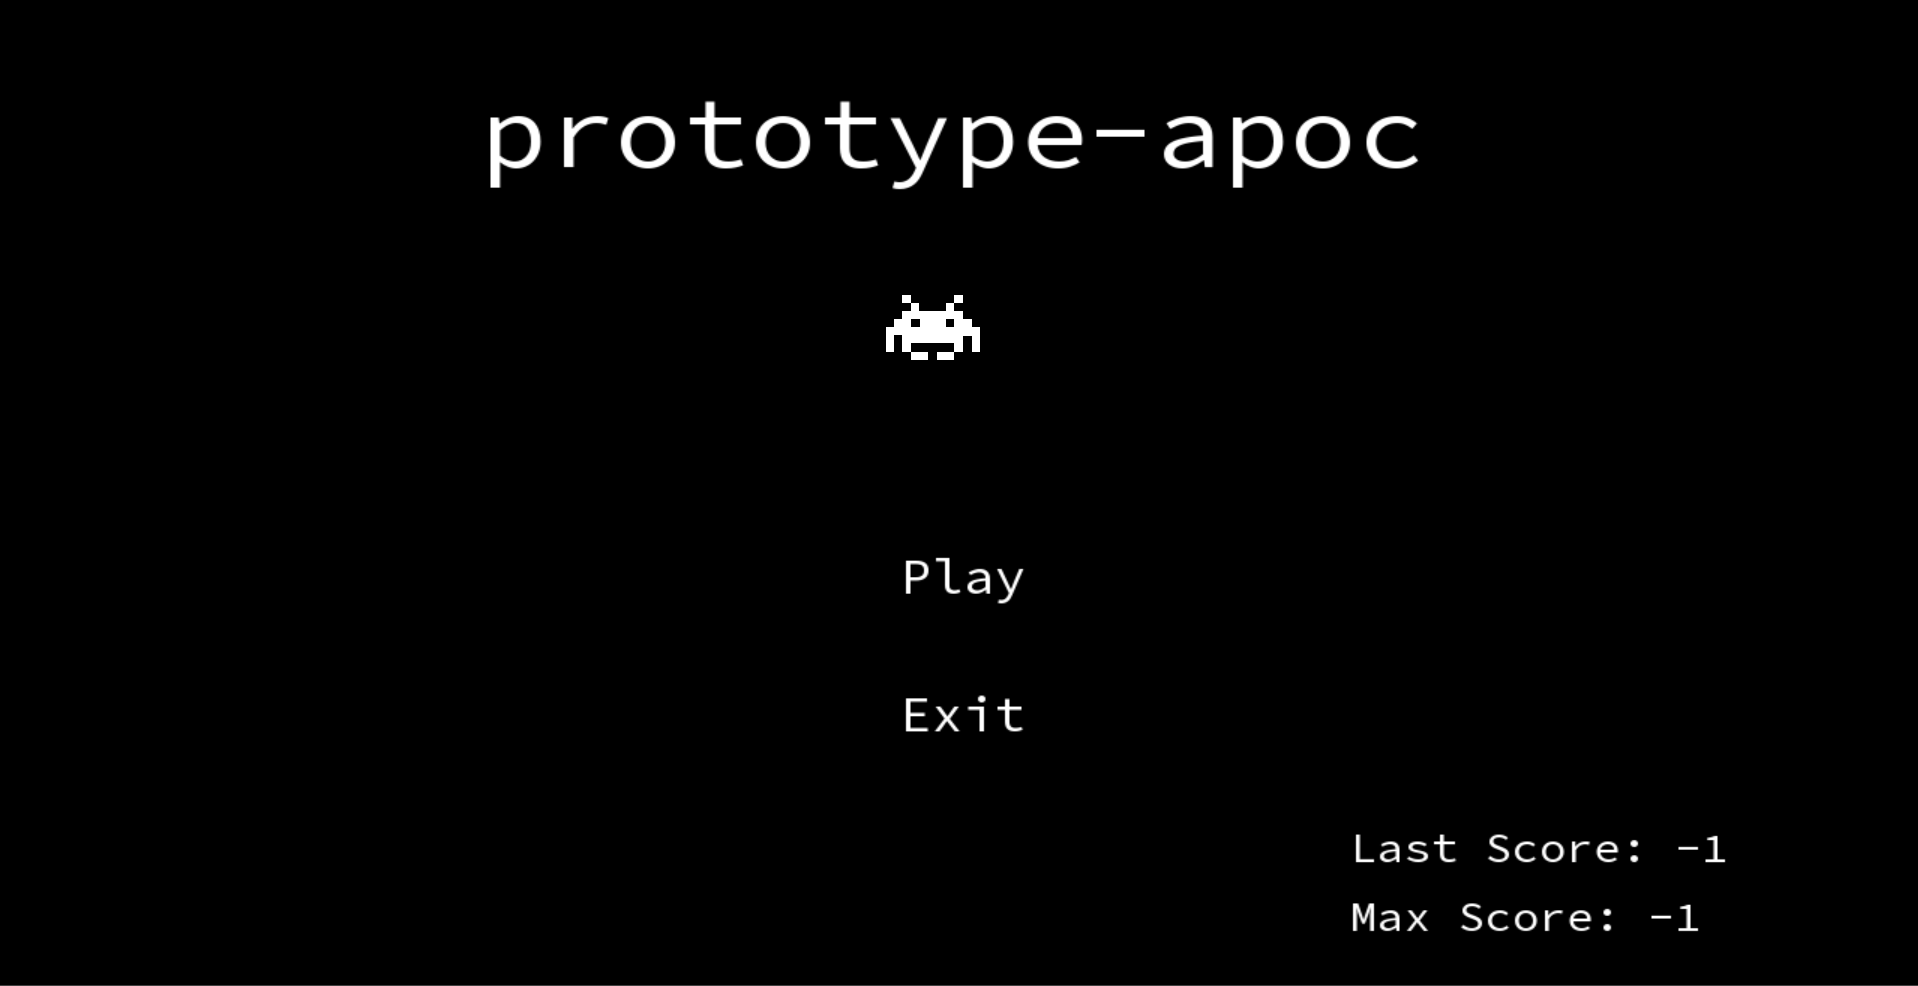 prototype-apoc
Play
Exit
Last Score: -1
Max Score: -1